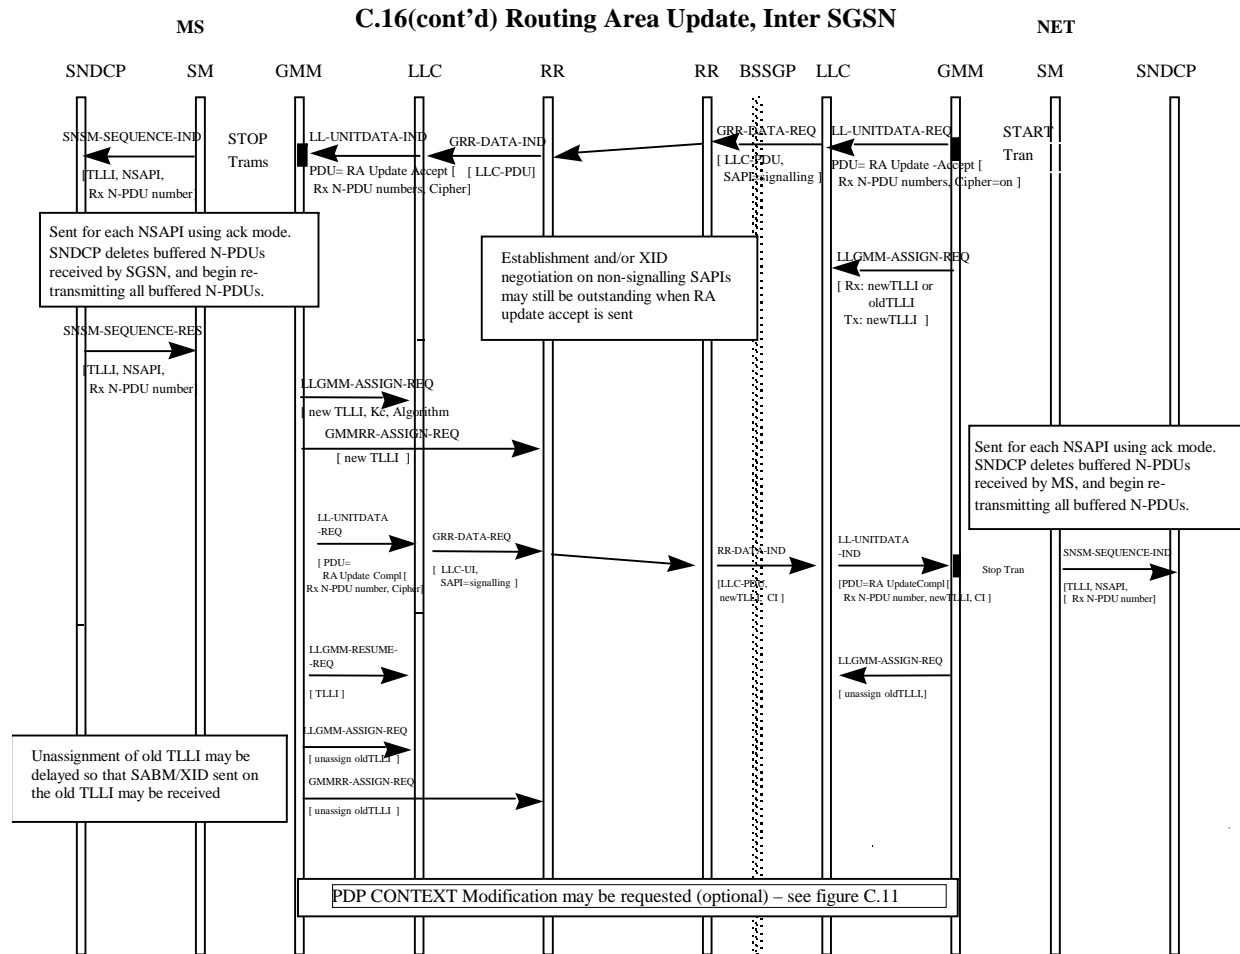 C.16(cont'd) Routing Area Update, Inter SGSN
MS
NET
SNDCP SM GMM LLC RR RR BSSGP LLC GMM SM SNDCP
SNSM-SEQUENCE-IND
[TLLI, NSAPI,
Rx N-PDU number]
STOP
Trams
LL-UNITDATA-IND
PDU= RA Update Accept [
Rx N-PDU numbers, Cipher]
GRR-DATA-IND
[ LLC-PDU]
GRR-DATA-REQ
[ LLC-PDU,
SAPI=signalling ]
LL-UNITDATA-REQ
PDU= RA Update -Accept [
Rx N-PDU numbers, Cipher=on ]
START
Tran
Sent for each NSAPI using ack mode.
SNDCP deletes buffered N-PDUs
received by SGSN, and begin re-
transmitting all buffered N-PDUs.
Establishment and/or XID
negotiation on non-signalling SAPIs
may still be outstanding when RA
update accept is sent
LLGMM-ASSIGN-REQ
[ Rx: newTLLI or
oldTLLI
Tx: newTLLI ]
SNSM-SEQUENCE-RES
[TLLI, NSAPI,
Rx N-PDU number]
LLGMM-ASSIGN-REQ
[ new TLLI, Kc, Algorithm
GMMRR-ASSIGN-REQ
[ new TLLI ]
Sent for each NSAPI using ack mode.
SNDCP deletes buffered N-PDUs
received by MS, and begin re-
transmitting all buffered N-PDUs.
LL-UNITDATA
-REQ
[ PDU=
RA Update Compl [
Rx N-PDU number, Cipher]
GRR-DATA-REQ
[ LLC-UI,
SAPI=signalling ]
RR-DATA-IND
[LLC-PDU,
newTLLI, CI ]
LL-UNITDATA
-IND
[PDU=RA UpdateCompl [
Rx N-PDU number, newTLLI, CI ]
Stop Tran
SNSM-SEQUENCE-IND
[TLLI, NSAPI,
[ Rx N-PDU number]
LLGMM-RESUME-
-REQ
[ TLLI ]
LLGMM-ASSIGN-REQ
[ unassign oldTLLI,]
Unassignment of old TLLI may be
delayed so that SABM/XID sent on
the old TLLI may be received
LLGMM-ASSIGN-REQ
[ unassign oldTLLI ]
GMMRR-ASSIGN-REQ
[ unassign oldTLLI ]
PDP CONTEXT Modification may be requested (optional) – see figure C.11